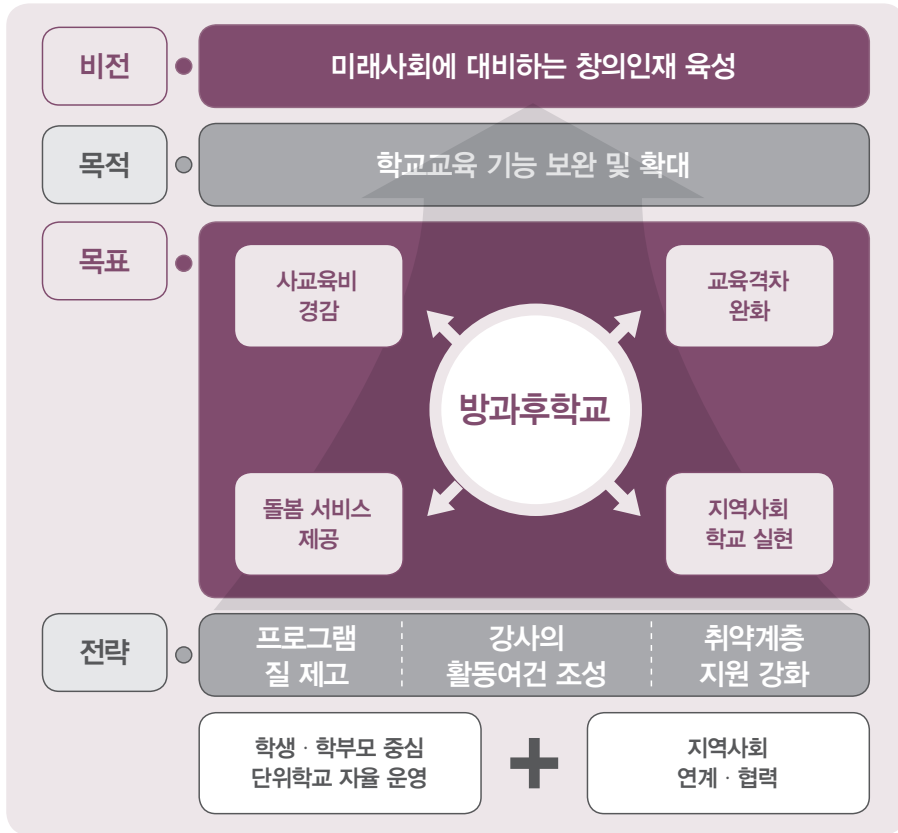 비전
미래사회에 대비하는 창의인재 육성
목적
학교교육 기능 보완 및 확대
목표
사교육비
경감
교육격차
완화
방과후학교
돌봄 서비스
제공
지역사회
학교 실현
전략
프로그램
질 제고
강사의
활동여건 조성
취약계층
지원 강화
학생 · 학부모 중심
단위학교 자율 운영
+
지역사회
연계 · 협력